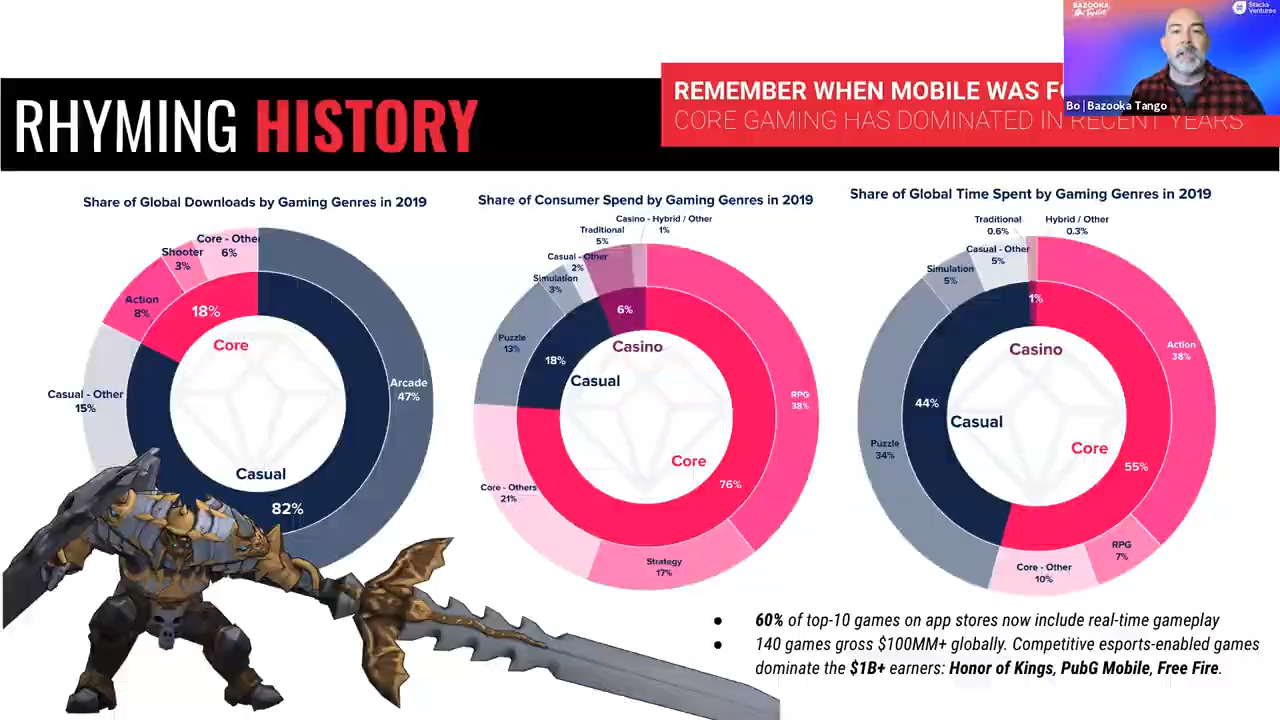 BAZOOKA
Tango
Stacks
Ventures
Bo | Bazooka Tango
RHYMING HISTORY
REMEMBER WHEN MOBILE WAS
CORE GAMING HAS DOMINATED IN RECENT YEARS
Share of Global Downloads by Gaming Genres in 2019
Core - Other
6%
Shooter
3%
Action
8%
18%
Core
Arcade
47%
Casual - Other
15%
Casual
82%
Share of Consumer Spend by Gaming Genres in 2019
Casino - Hybrid / Other
1%
Traditional
5%
Casual - Other
2%
Simulation
3%
6%
Casino
Puzzle
13%
18%
Casual
RPG
38%
Core
76%
Core - Others
21%
Strategy
17%
Share of Global Time Spent by Gaming Genres in 2019
Traditional
0.6%
Hybrid / Other
0.3%
Casual - Other
5%
Simulation
5%
1%
Casino
Action
38%
44%
Casual
Puzzle
34%
Core
55%
RPG
7%
Core - Other
10%
• 60% of top-10 games on app stores now include real-time gameplay
• 140 games gross $100MM+ globally. Competitive esports-enabled games
dominate the $1B+ earners: Honor of Kings, PubG Mobile, Free Fire.